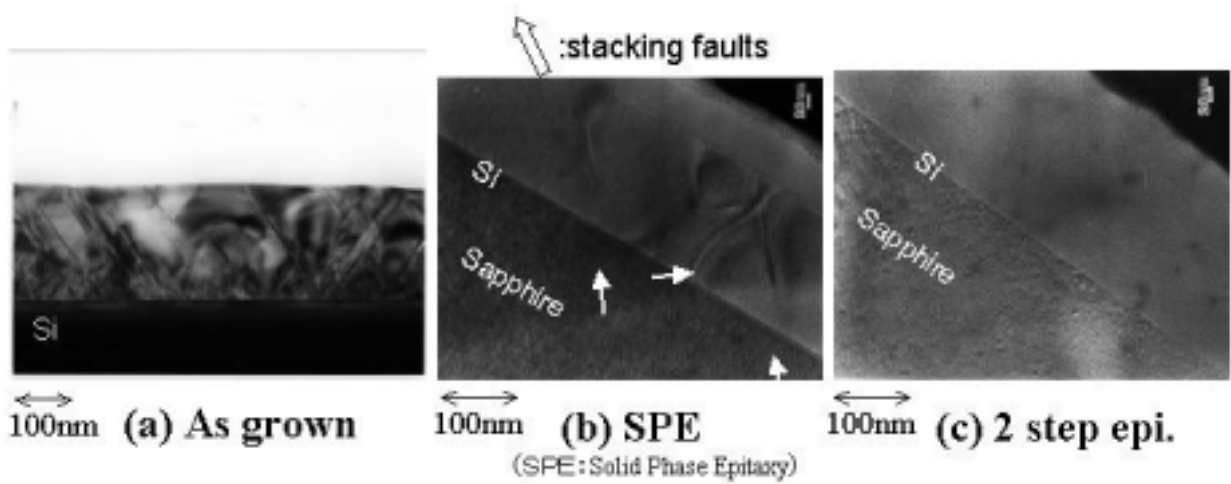 :stacking faults
Si
100nm
(a) As grown
Si
Sapphire
100nm
(b) SPE
(SPE:Solid Phase Epitaxy)
Si
Sapphire
100nm
(c) 2 step epi.